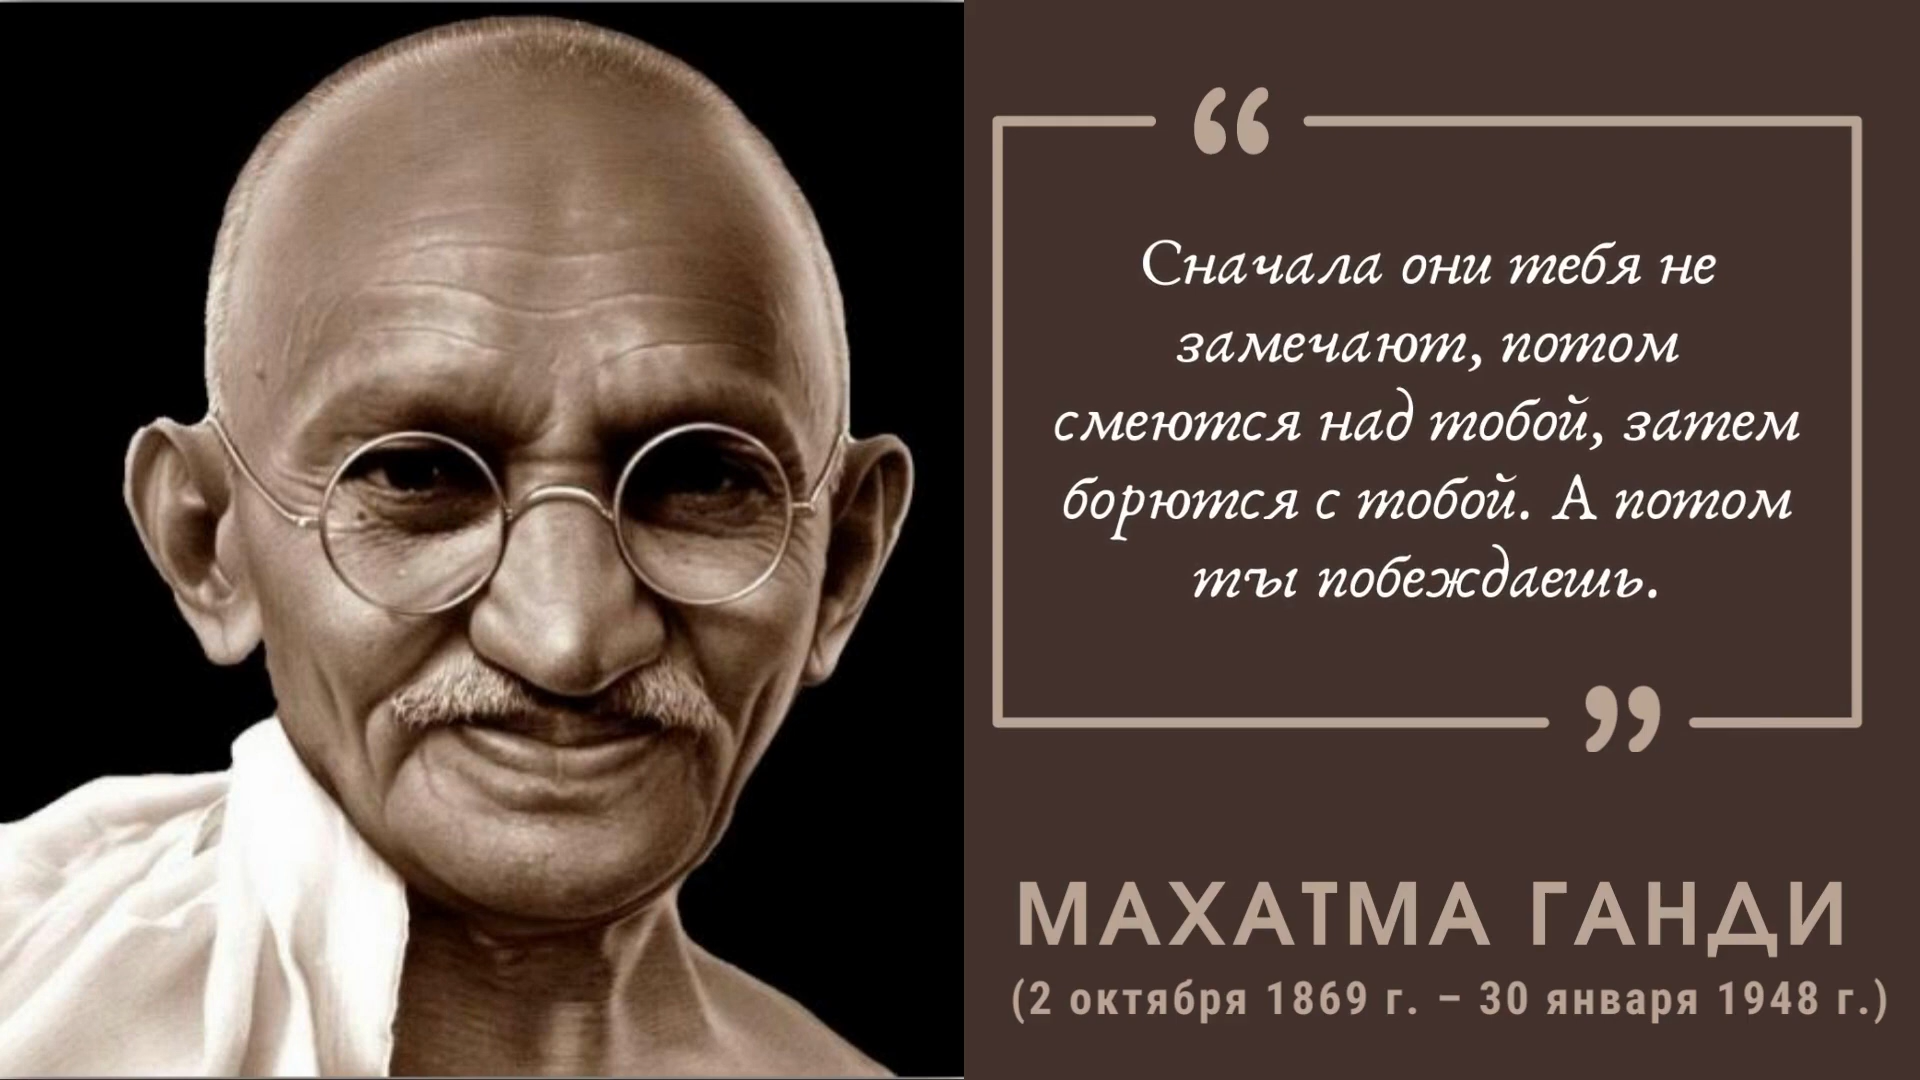 “
Сначала они тебя не
замечают, потом
смеются над тобой, затем
борются с тобой. А потом
ты побеждаешь.
”
МАХАТМА ГАНДИ
(2 октября 1869 г. – 30 января 1948 г.)